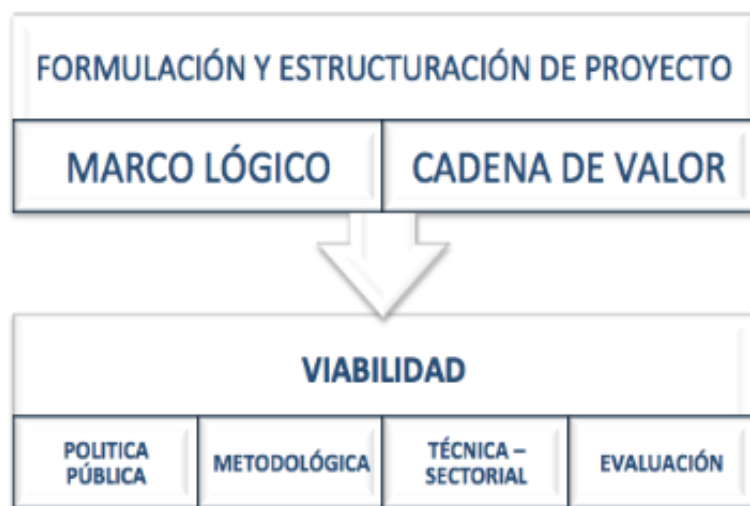 FORMULACIÓN Y ESTRUCTURACIÓN DE PROYECTO
MARCO LÓGICO
CADENA DE VALOR
VIABILIDAD
POLITICA
PÚBLICA
METODOLÓGICA
TÉCNICA –
SECTORIAL
EVALUACIÓN